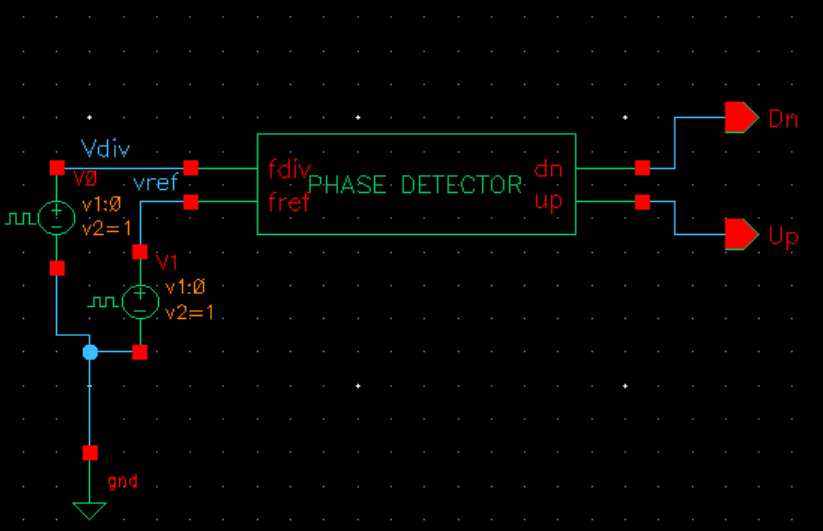 Dn
Vdiv
V0
vref
fdiv
PHASE DETECTOR
dn
fref
up
v1:0
v2=1
Up
V1
v1:0
v2=1
gnd